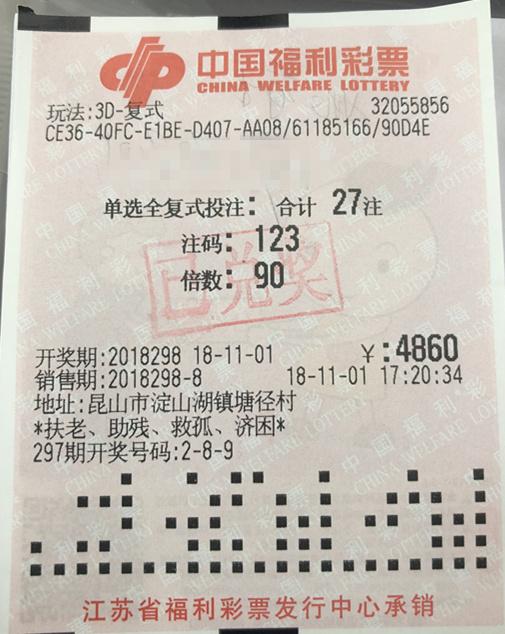 中国福利彩票
CHINA WELFARE LOTTERY
玩法:3D-复式 32055856
CE36-40FC-E1BE-D407-AA08/61185166/90D4E
单选全复式投注: 合计 27注
注码: 123
倍数: 90
已兑奖
开奖期:2018298 18-11-01 ¥:4860
销售期:2018298-8 18-11-01 17:20:34
地址:昆山市淀山湖镇塘径村
*扶老、助残、救孤、济困*
297期开奖号码:2-8-9
江苏省福利彩票发行中心承销